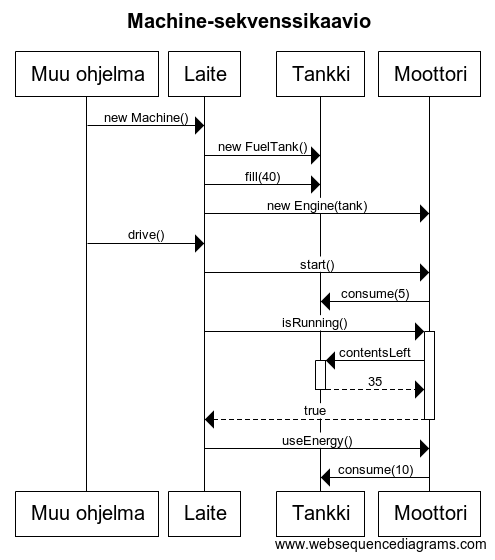 Machine-sekvenssikaavio
Muu ohjelma
Laite
Tankki
Moottori
new Machine()
new FuelTank()
fill(40)
new Engine(tank)
drive()
start()
consume(5)
isRunning()
contentsLeft
35
true
useEnergy()
consume(10)
Muu ohjelma
Laite
Tankki
Moottori
www.websequencediagrams.com